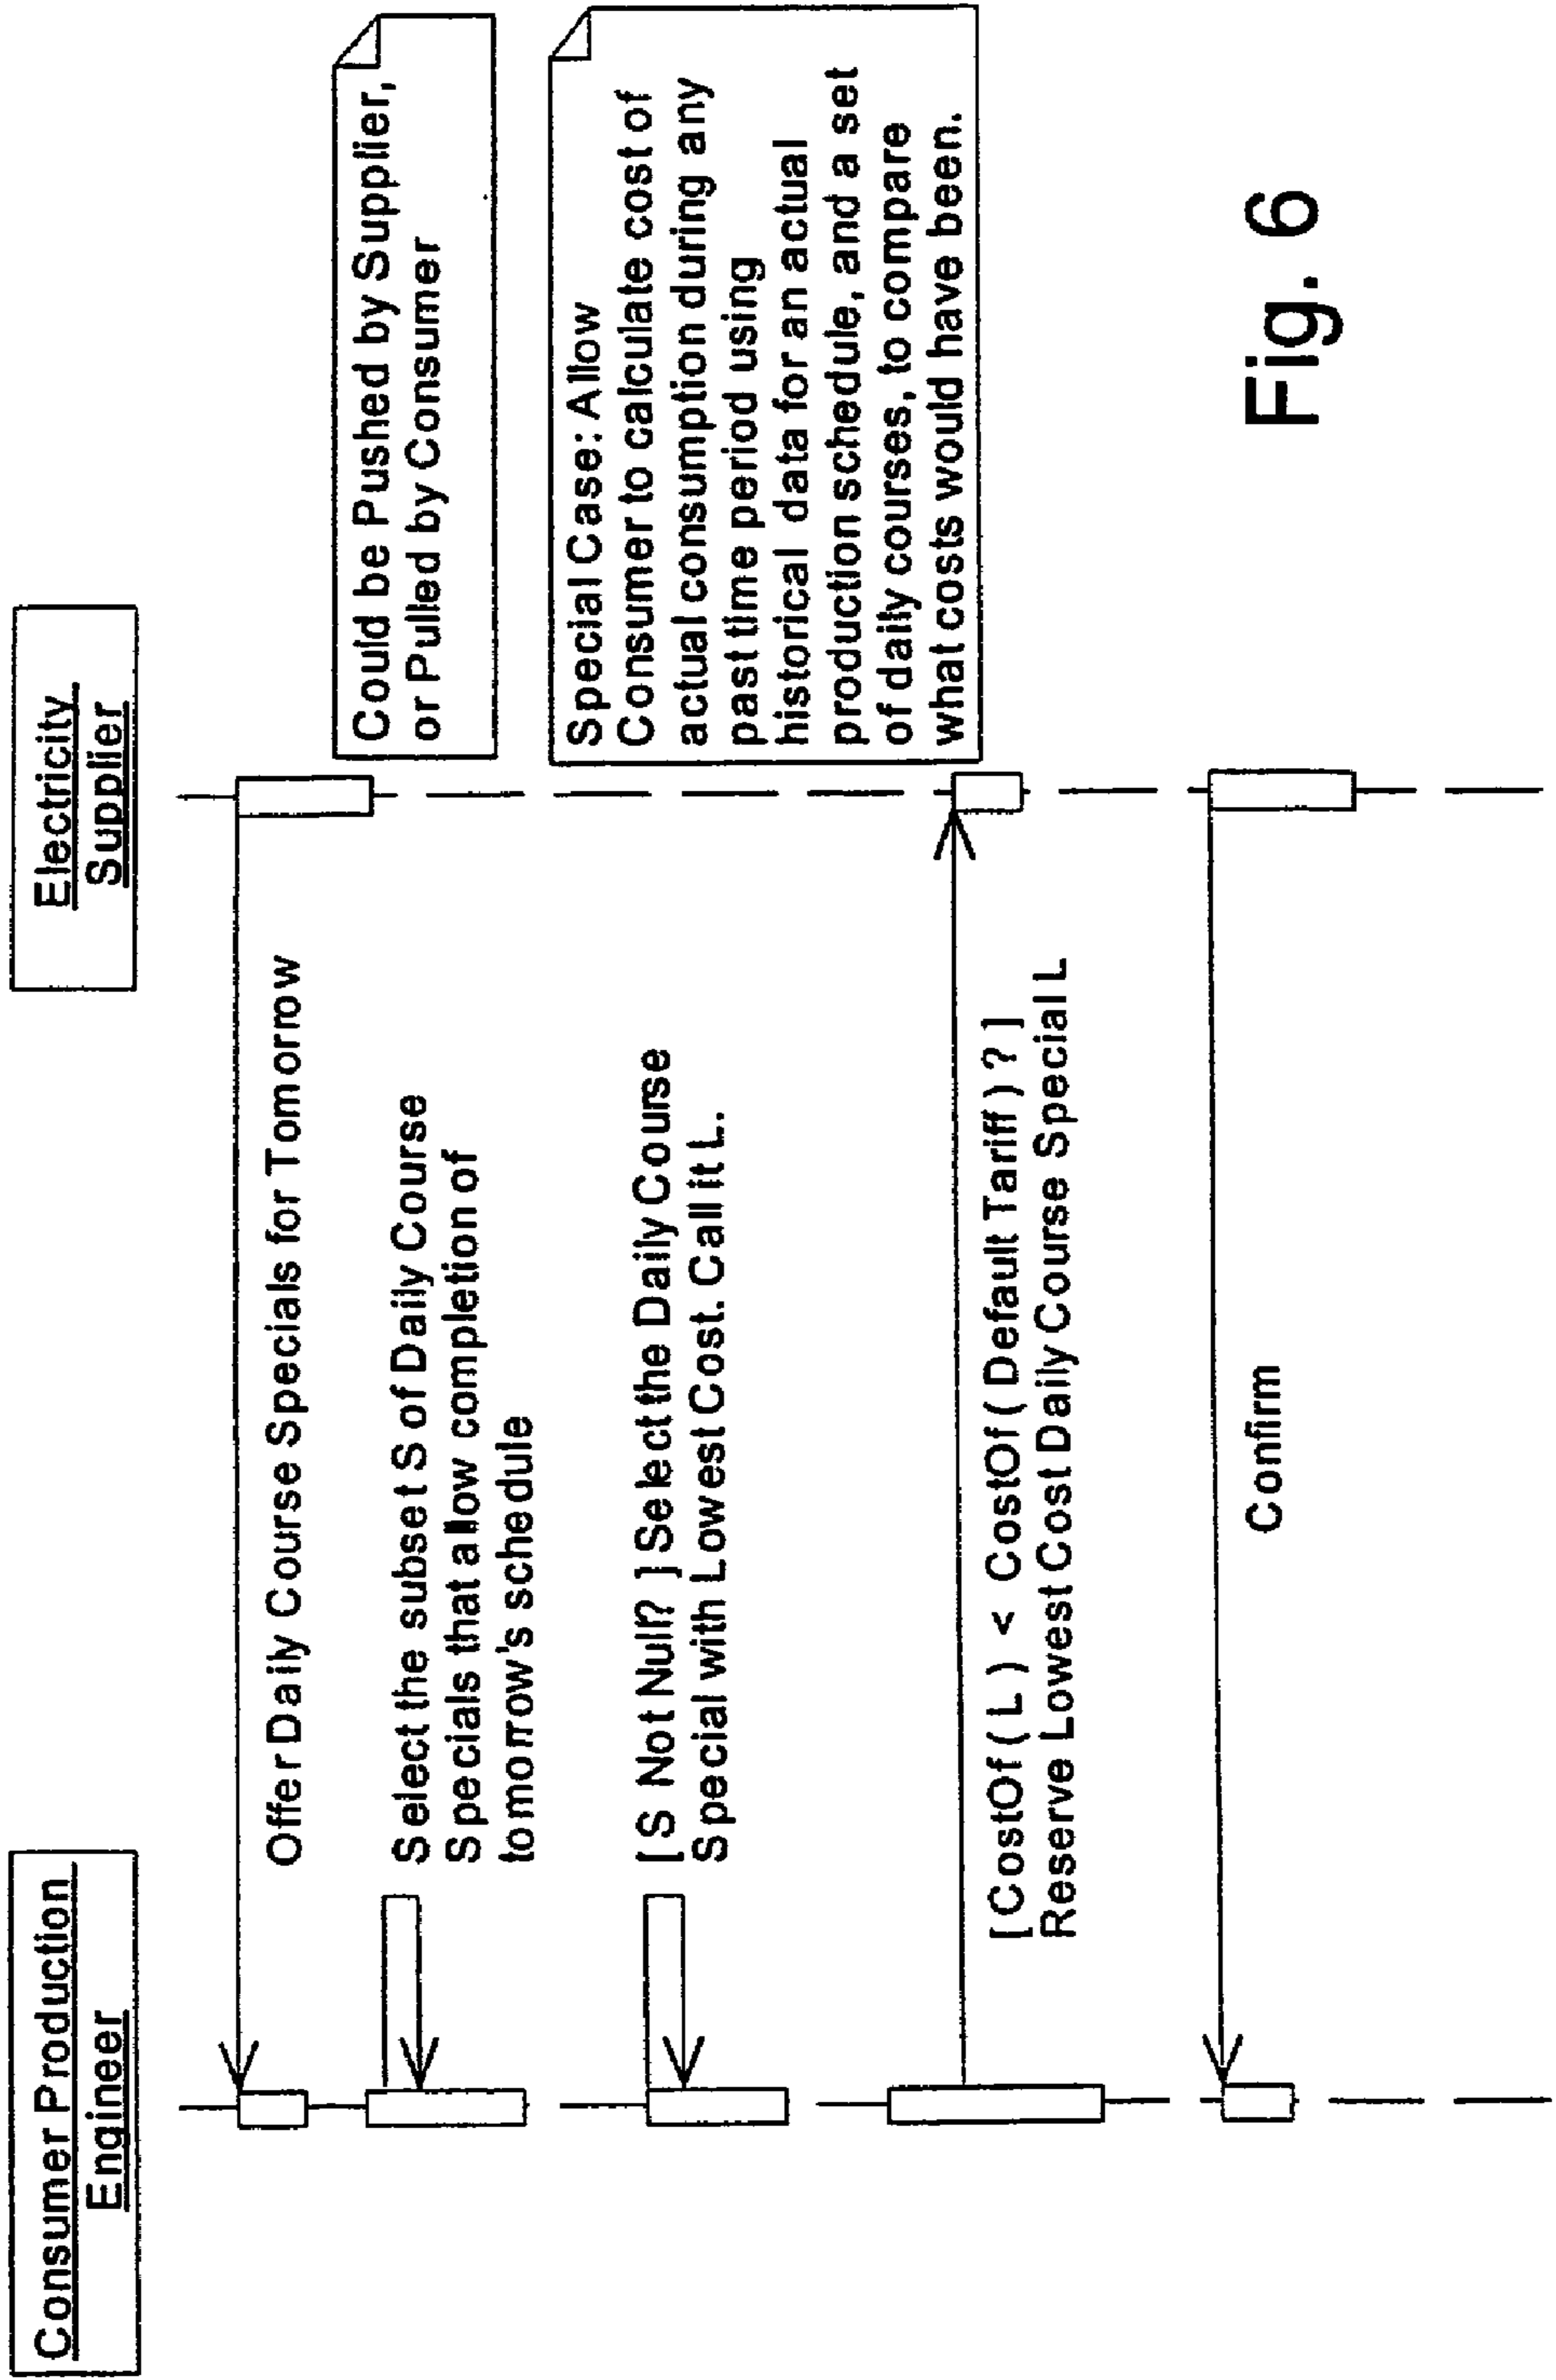 Consumer Production
Engineer
Electricity
Supplier
Offer Daily Course Specials for Tomorrow
Could be Pushed by Supplier,
or Pulled by Consumer
Select the subset S of Daily Course
Specials that allow completion of
tomorrow's schedule
Special Case: Allow
Consumer to calculate cost of
actual consumption during any
past time period using
historical data for an actual
production schedule, and a set
of daily courses, to compare
what costs would have been.
[ S Not Null? ] Select the Daily Course
Special with Lowest Cost. Call it L.
[ CostOf ( L ) < CostOf ( Default Tariff ) ? ]
Reserve Lowest Cost Daily Course Special L
Confirm
Fig. 6